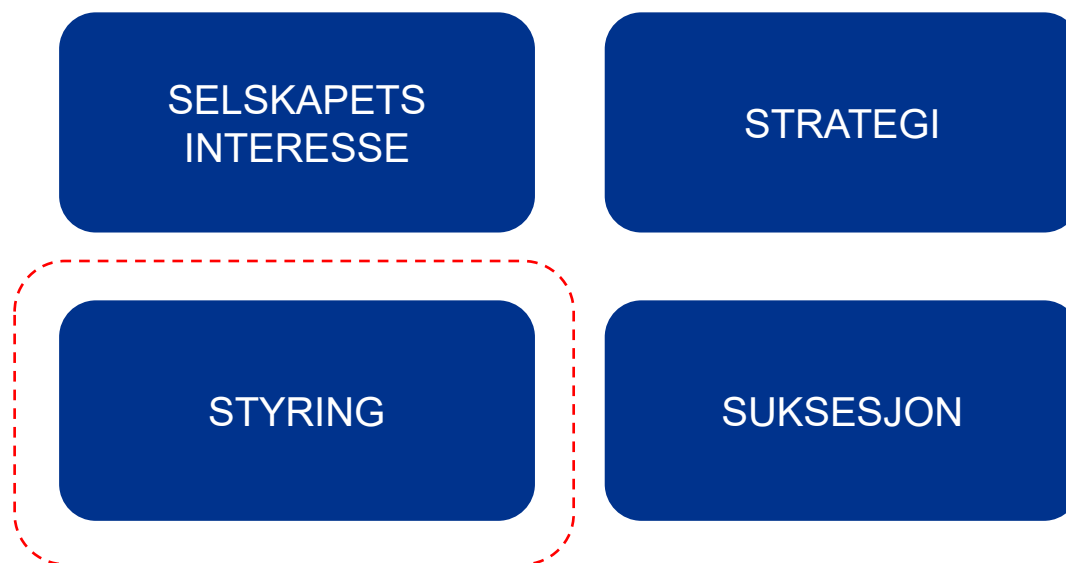 SELSKAPETS
INTERESSE
STRATEGI
STYRING
SUKSESJON